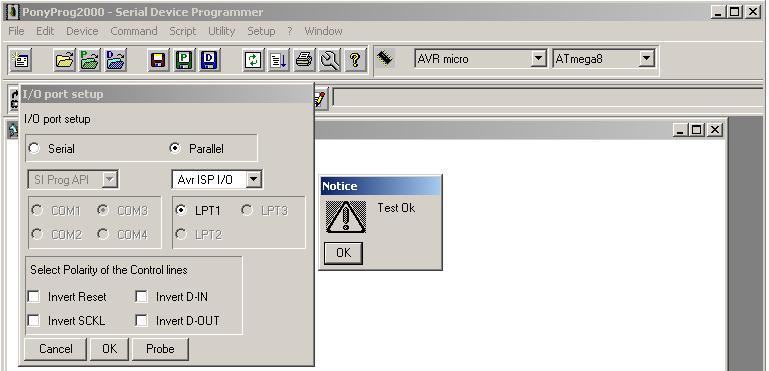 PonyProg2000 - Serial Device Programmer
File Edit Device Command Script Utility Setup ? Window
AVR micro ATmega8
I/O port setup
I/O port setup
Serial Parallel
SI Prog API Avr ISP I/O
COM1 COM3 LPT1 LPT3
COM2 COM4 LPT2
Select Polarity of the Control lines
Invert Reset Invert D-IN
Invert SCKL Invert D-OUT
Cancel OK Probe
Notice
Test Ok
OK